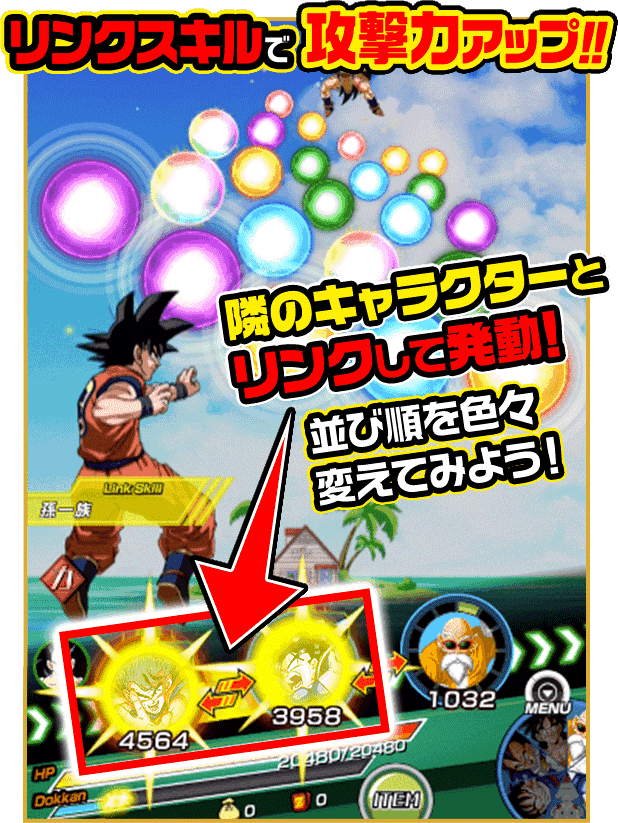 リンクスキルで攻撃力アップ!!
隣のキャラクターと
リンクして発動!
並び順を色々
変えてみよう!
Link Skill
孫一族
4564
3958
1032
MENU
20480/20480
HP
Dokkan
0
0
ITEM